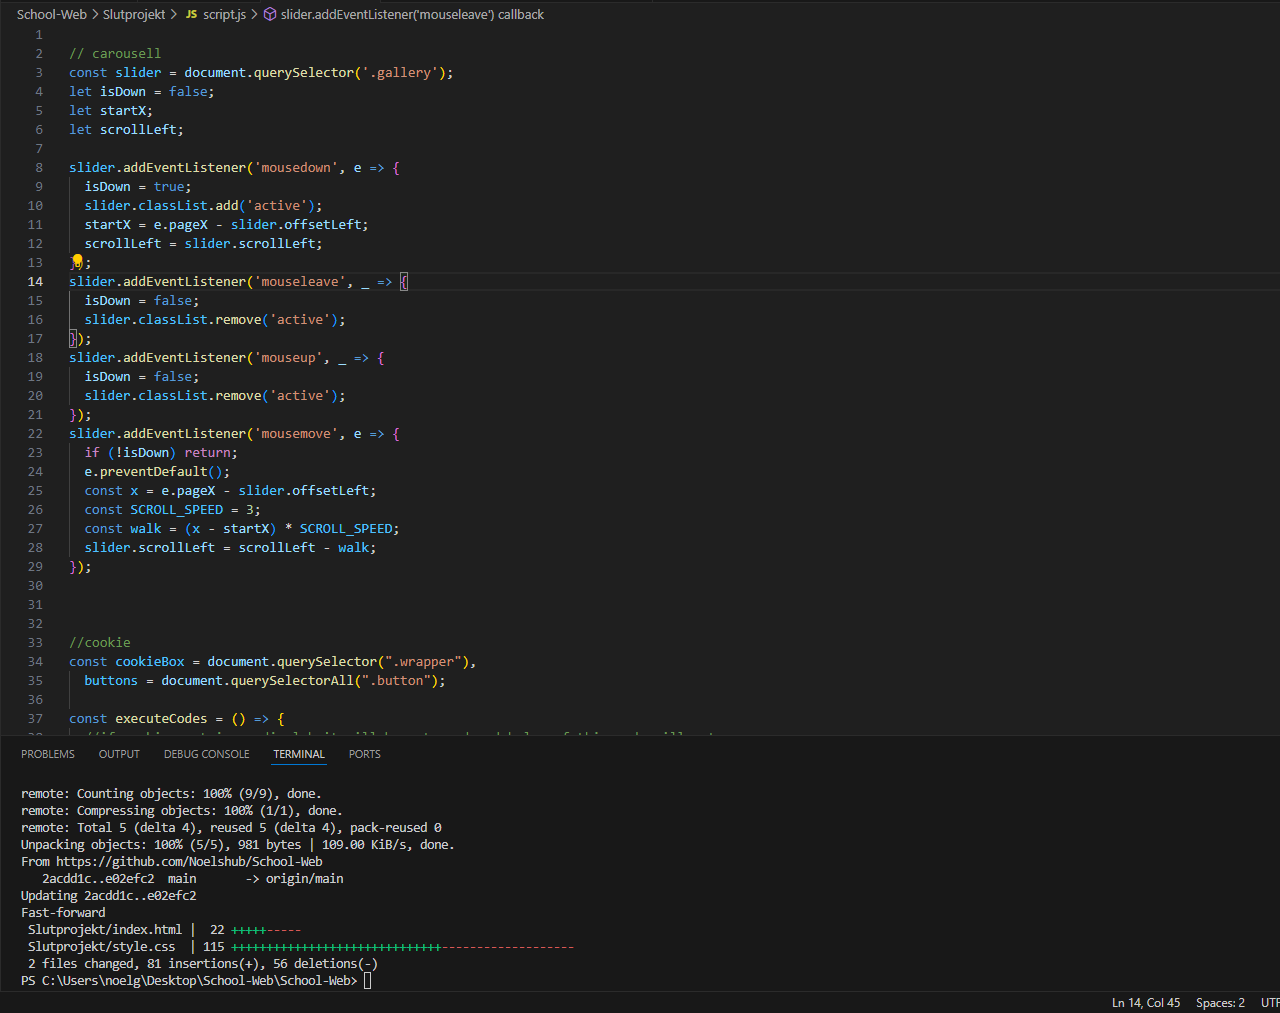 School-Web > Slutprojekt > JS script.js > slider.addEventListener('mouseleave') callback
1
2 // carousell
3 const slider = document.querySelector('.gallery');
4 let isDown = false;
5 let startX;
6 let scrollLeft;
7
8 slider.addEventListener('mousedown', e => {
9 isDown = true;
10 slider.classList.add('active');
11 startX = e.pageX - slider.offsetLeft;
12 scrollLeft = slider.scrollLeft;
13 });
14 slider.addEventListener('mouseleave', _ => {
15 isDown = false;
16 slider.classList.remove('active');
17 });
18 slider.addEventListener('mouseup', _ => {
19 isDown = false;
20 slider.classList.remove('active');
21 });
22 slider.addEventListener('mousemove', e => {
23 if (!isDown) return;
24 e.preventDefault();
25 const x = e.pageX - slider.offsetLeft;
26 const SCROLL_SPEED = 3;
27 const walk = (x - startX) * SCROLL_SPEED;
28 slider.scrollLeft = scrollLeft - walk;
29 });
30
31
32
33 //cookie
34 const cookieBox = document.querySelector(".wrapper"),
35 buttons = document.querySelectorAll(".button");
36
37 const executeCodes = () => {
PROBLEMS OUTPUT DEBUG CONSOLE TERMINAL PORTS
remote: Counting objects: 100% (9/9), done.
remote: Compressing objects: 100% (1/1), done.
remote: Total 5 (delta 4), reused 5 (delta 4), pack-reused 0
Unpacking objects: 100% (5/5), 981 bytes | 109.00 KiB/s, done.
From https://github.com/Noelshub/School-Web
2acdd1c..e02efc2 main -> origin/main
Updating 2acdd1c..e02efc2
Fast-forward
Slutprojekt/index.html | 22 +++++-----
Slutprojekt/style.css | 115 ++++++++++++++++++++++++++++++-------------------
2 files changed, 81 insertions(+), 56 deletions(-)
PS C:\Users\noelg\Desktop\School-Web\School-Web>
Ln 14, Col 45 Spaces: 2 UTF